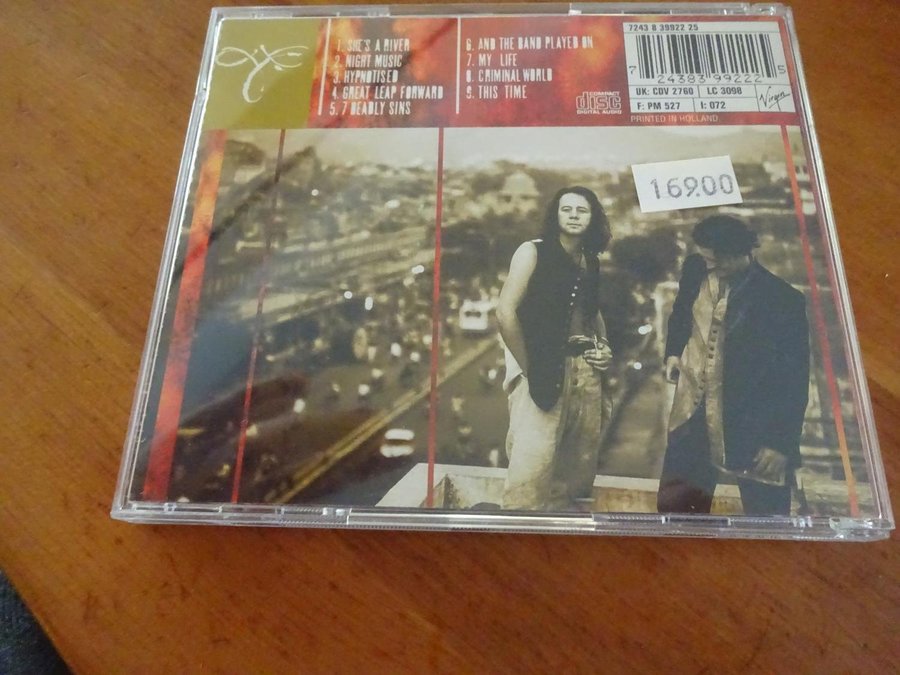 1. SHE'S A RIVER
2. NIGHT MUSIC
3. HYPNOTISED
4. GREAT LEAP FORWARD
5. 7 DEADLY SINS
6. AND THE BAND PLAYED ON
7. MY LIFE
8. CRIMINAL WORLD
9. THIS TIME
COMPACT
disc
DIGITAL AUDIO
7243 8 39922 25
7 24383 99222 5
UK: CDV 2760 LC 3098
F: PM 527 I: 072
Virgin
PRINTED IN HOLLAND
169.00